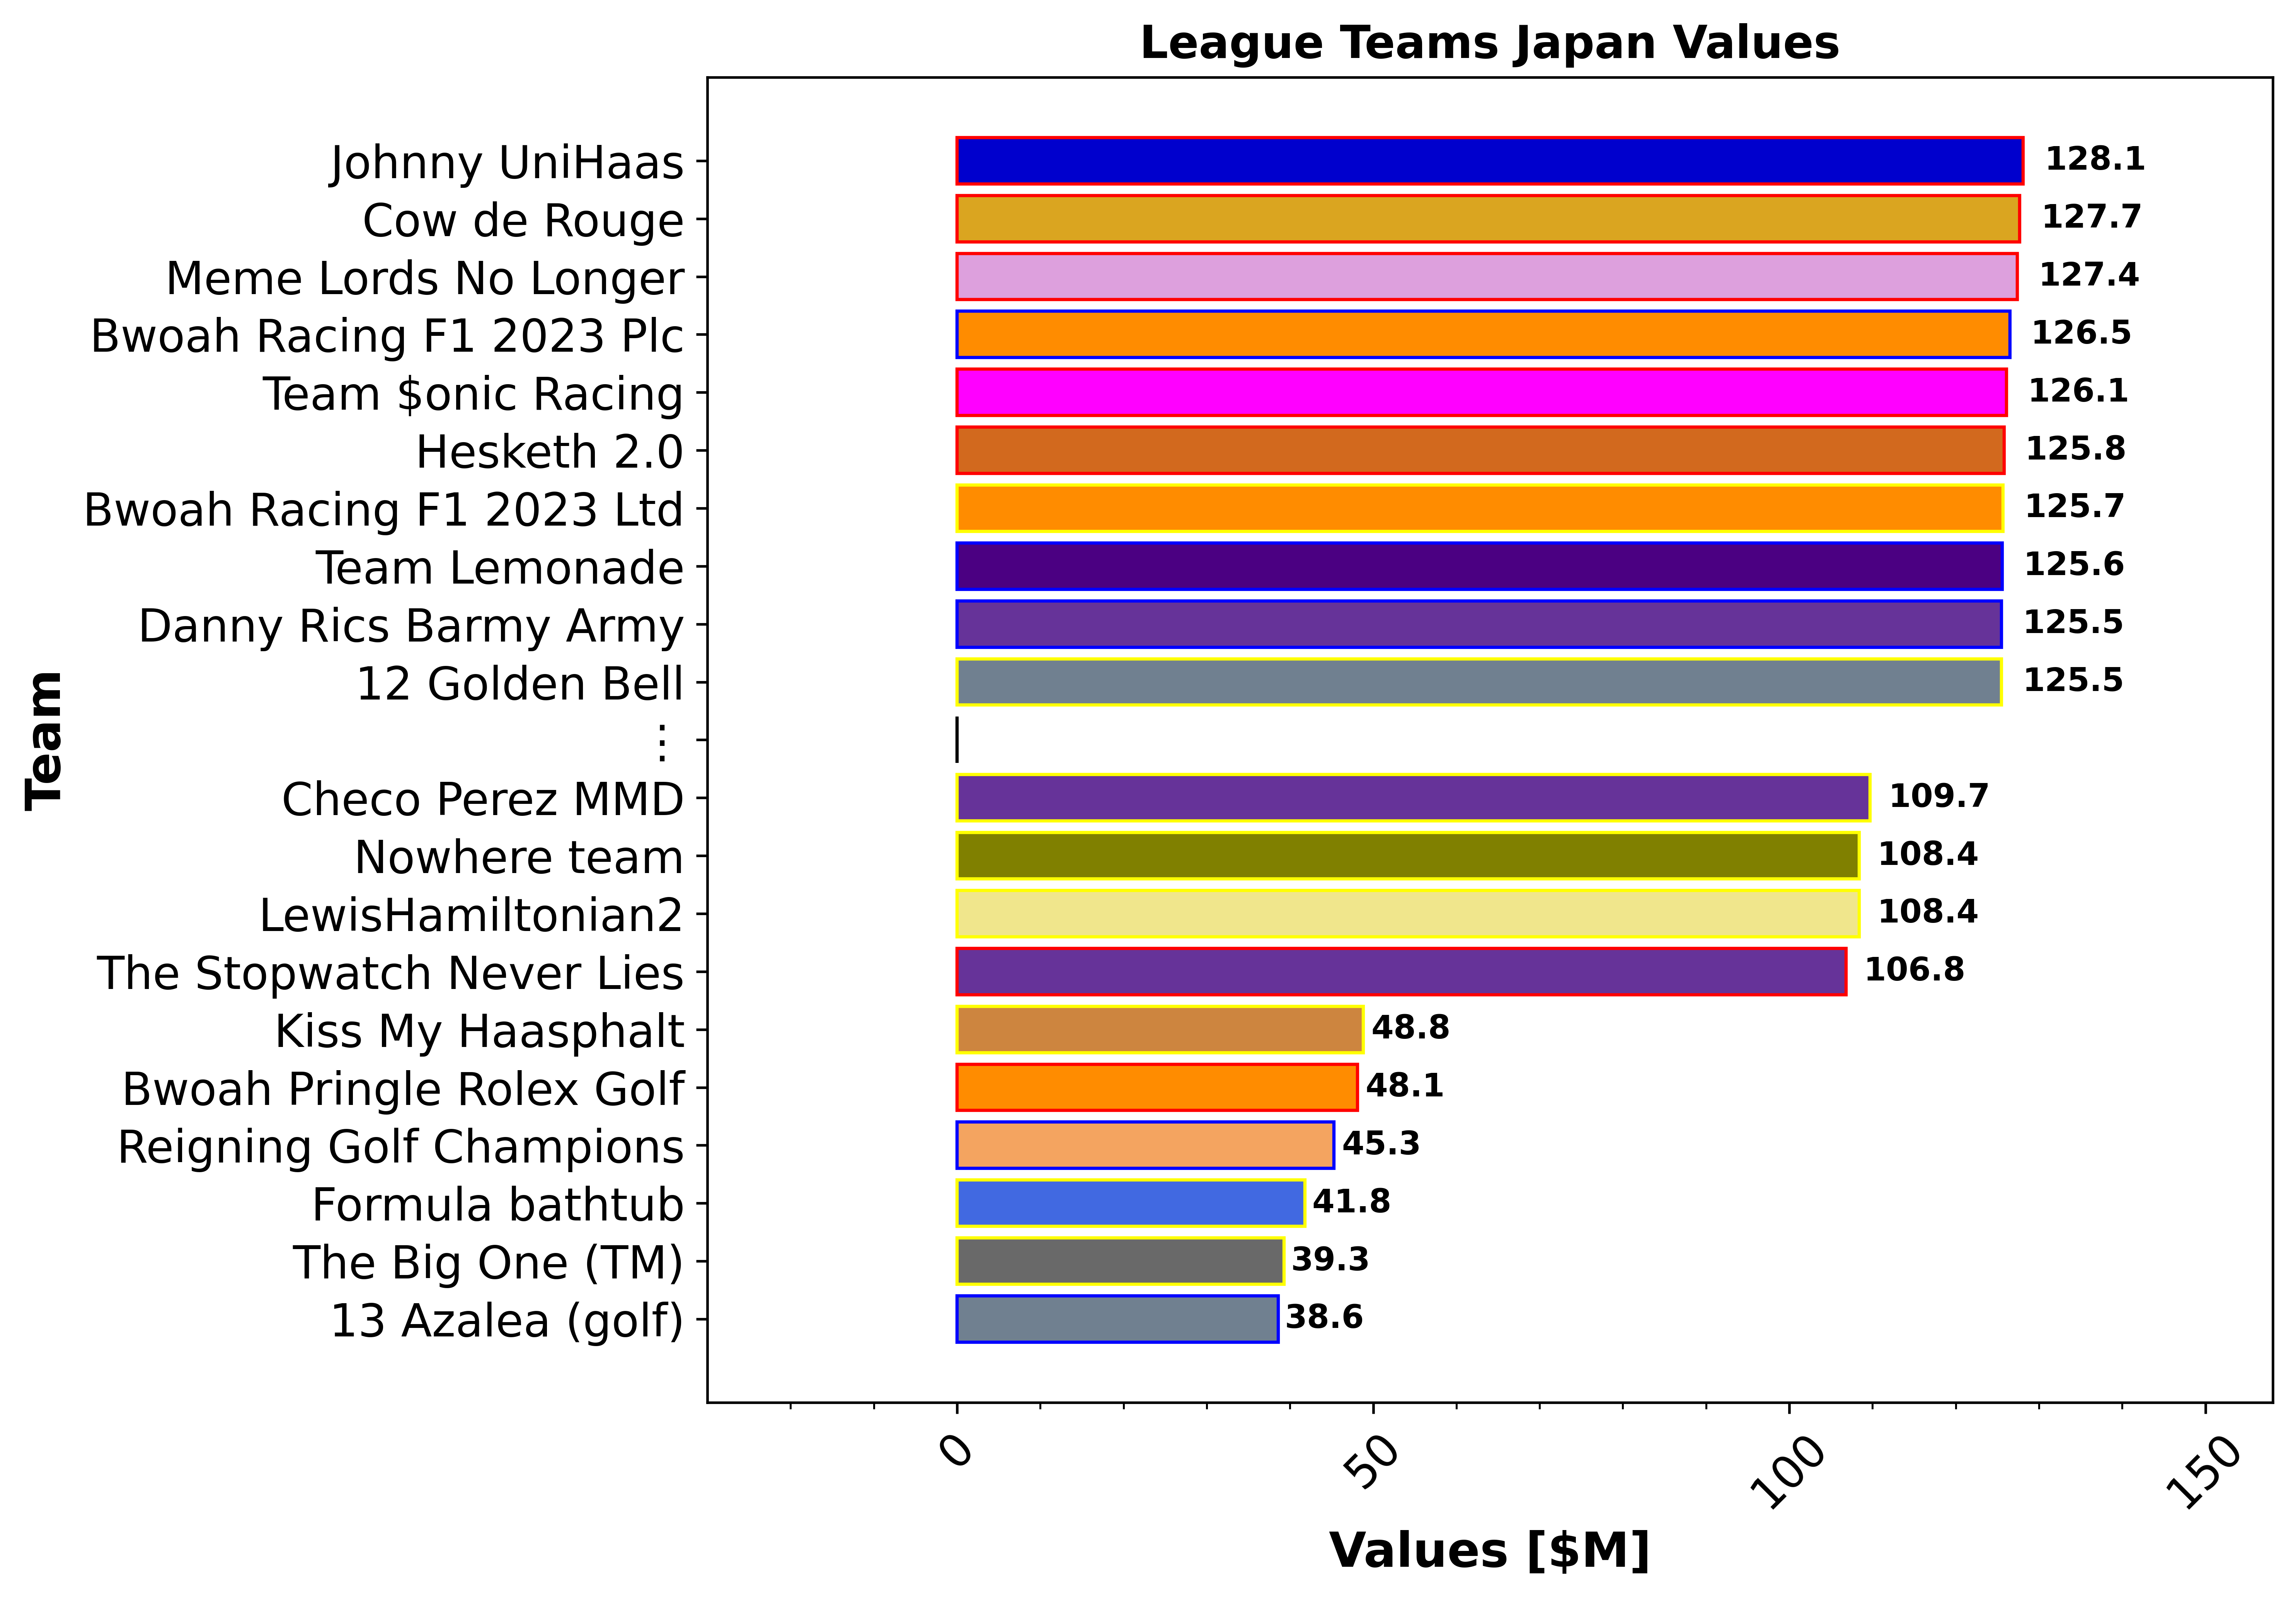 League Teams Japan Values
Johnny UniHaas 128.1
Cow de Rouge 127.7
Meme Lords No Longer 127.4
Bwoah Racing F1 2023 Plc 126.5
Team $onic Racing 126.1
Hesketh 2.0 125.8
Bwoah Racing F1 2023 Ltd 125.7
Team Lemonade 125.6
Danny Rics Barmy Army 125.5
12 Golden Bell 125.5
⋮
Checo Perez MMD 109.7
Nowhere team 108.4
LewisHamiltonian2 108.4
The Stopwatch Never Lies 106.8
Kiss My Haasphalt 48.8
Bwoah Pringle Rolex Golf 48.1
Reigning Golf Champions 45.3
Formula bathtub 41.8
The Big One (TM) 39.3
13 Azalea (golf) 38.6
Team
0 50 100 150
Values [$M]